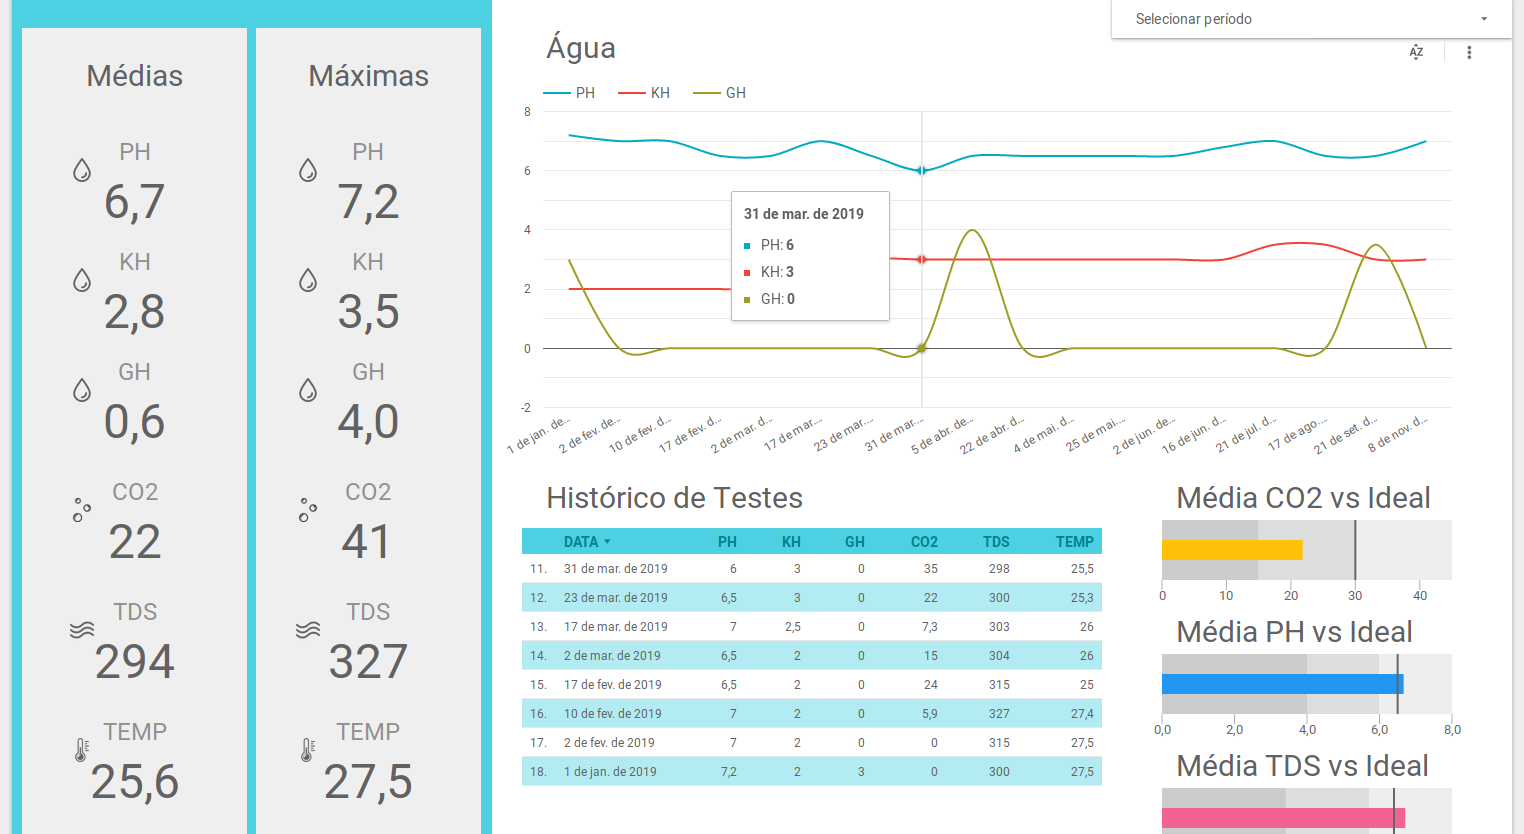 Selecionar período
Médias
PH
6,7
KH
2,8
GH
0,6
CO2
22
TDS
294
TEMP
25,6
Máximas
PH
7,2
KH
3,5
GH
4,0
CO2
41
TDS
327
TEMP
27,5
Água
AZ
PH KH GH
8
6
4
2
0
-2
31 de mar. de 2019
PH: 6
KH: 3
GH: 0
1 de jan. de... 2 de fev. de... 10 de fev. d... 17 de fev. d... 2 de mar. d... 17 de mar.... 23 de mar.... 31 de mar.... 5 de abr. de... 22 de abr. d... 4 de mai. d... 25 de mai.... 2 de jun. de... 16 de jun. d... 21 de jul. d... 17 de ago.... 21 de set. d... 8 de nov. d...
Histórico de Testes
DATA PH KH GH CO2 TDS TEMP
11. 31 de mar. de 2019 6 3 0 35 298 25,5
12. 23 de mar. de 2019 6,5 3 0 22 300 25,3
13. 17 de mar. de 2019 7 2,5 0 7,3 303 26
14. 2 de mar. de 2019 6,5 2 0 15 304 26
15. 17 de fev. de 2019 6,5 2 0 24 315 25
16. 10 de fev. de 2019 7 2 0 5,9 327 27,4
17. 2 de fev. de 2019 7 2 0 0 315 27,5
18. 1 de jan. de 2019 7,2 2 3 0 300 27,5
Média CO2 vs Ideal
0 10 20 30 40
Média PH vs Ideal
0,0 2,0 4,0 6,0 8,0
Média TDS vs Ideal